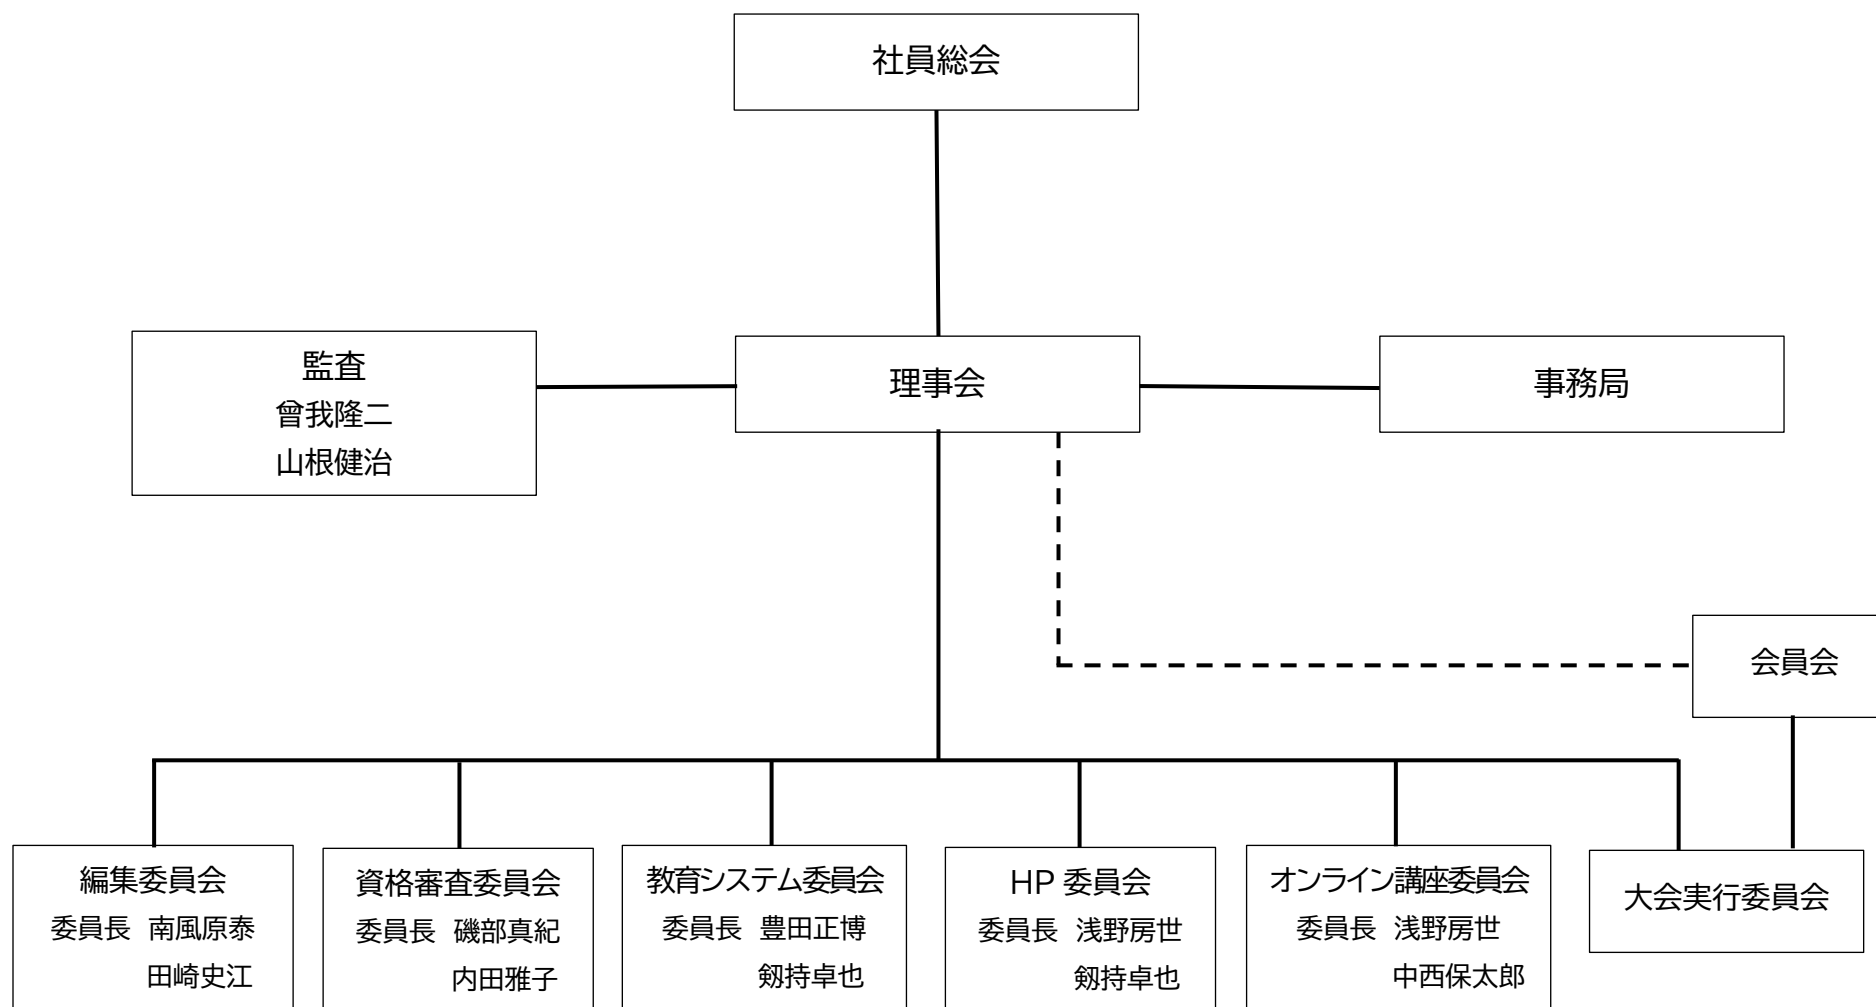 社員総会
監査
曾我隆二
山根健治
理事会
事務局
会員会
編集委員会
委員長 南風原泰
田崎史江
資格審査委員会
委員長 磯部真紀
内田雅子
教育システム委員会
委員長 豊田正博
剱持卓也
HP 委員会
委員長 浅野房世
剱持卓也
オンライン講座委員会
委員長 浅野房世
中西保太郎
大会実行委員会